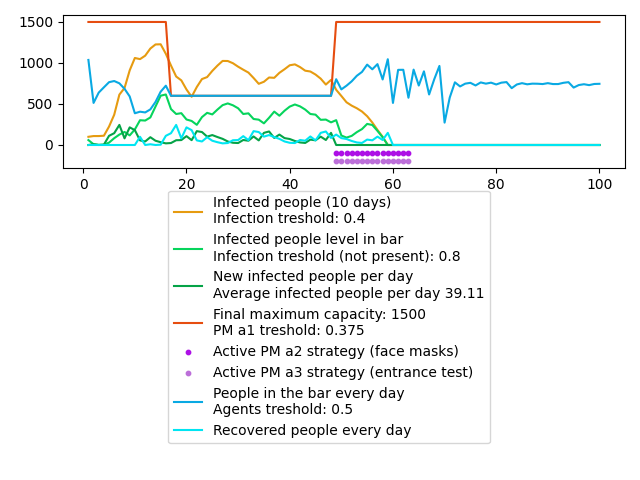 1500
1000
500
0
0
20
40
60
80
100
Infected people (10 days)
Infection treshold: 0.4
Infected people level in bar
Infection treshold (not present): 0.8
New infected people per day
Average infected people per day 39.11
Final maximum capacity: 1500
PM a1 treshold: 0.375
Active PM a2 strategy (face masks)
Active PM a3 strategy (entrance test)
People in the bar every day
Agents treshold: 0.5
Recovered people every day